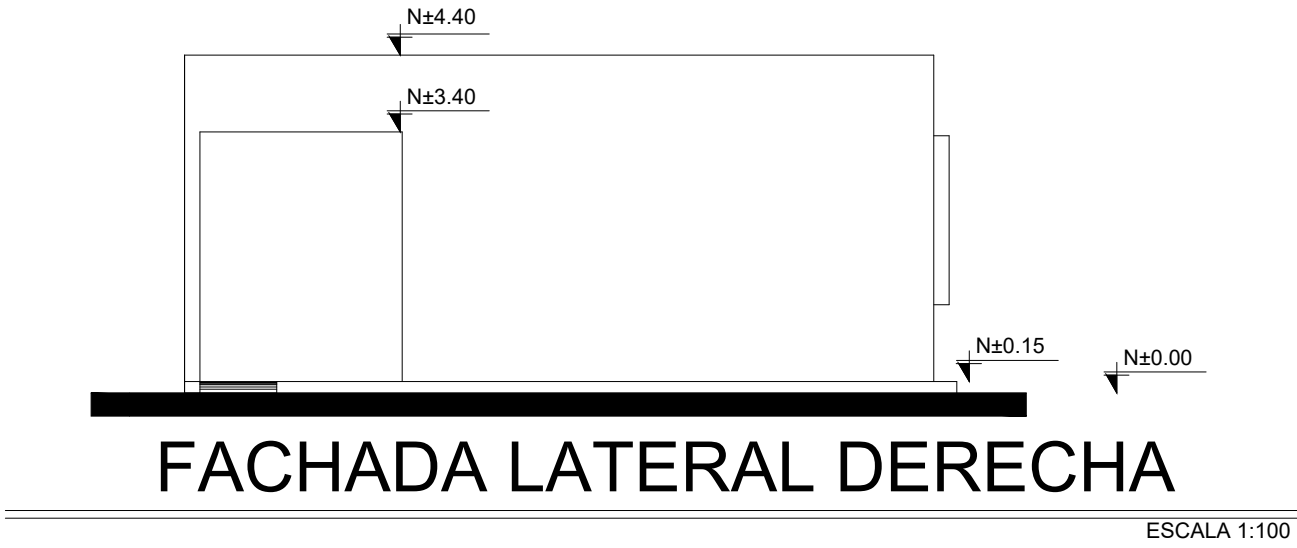 N±4.40
N±3.40
N±0.15
N±0.00
FACHADA LATERAL DERECHA
ESCALA 1:100